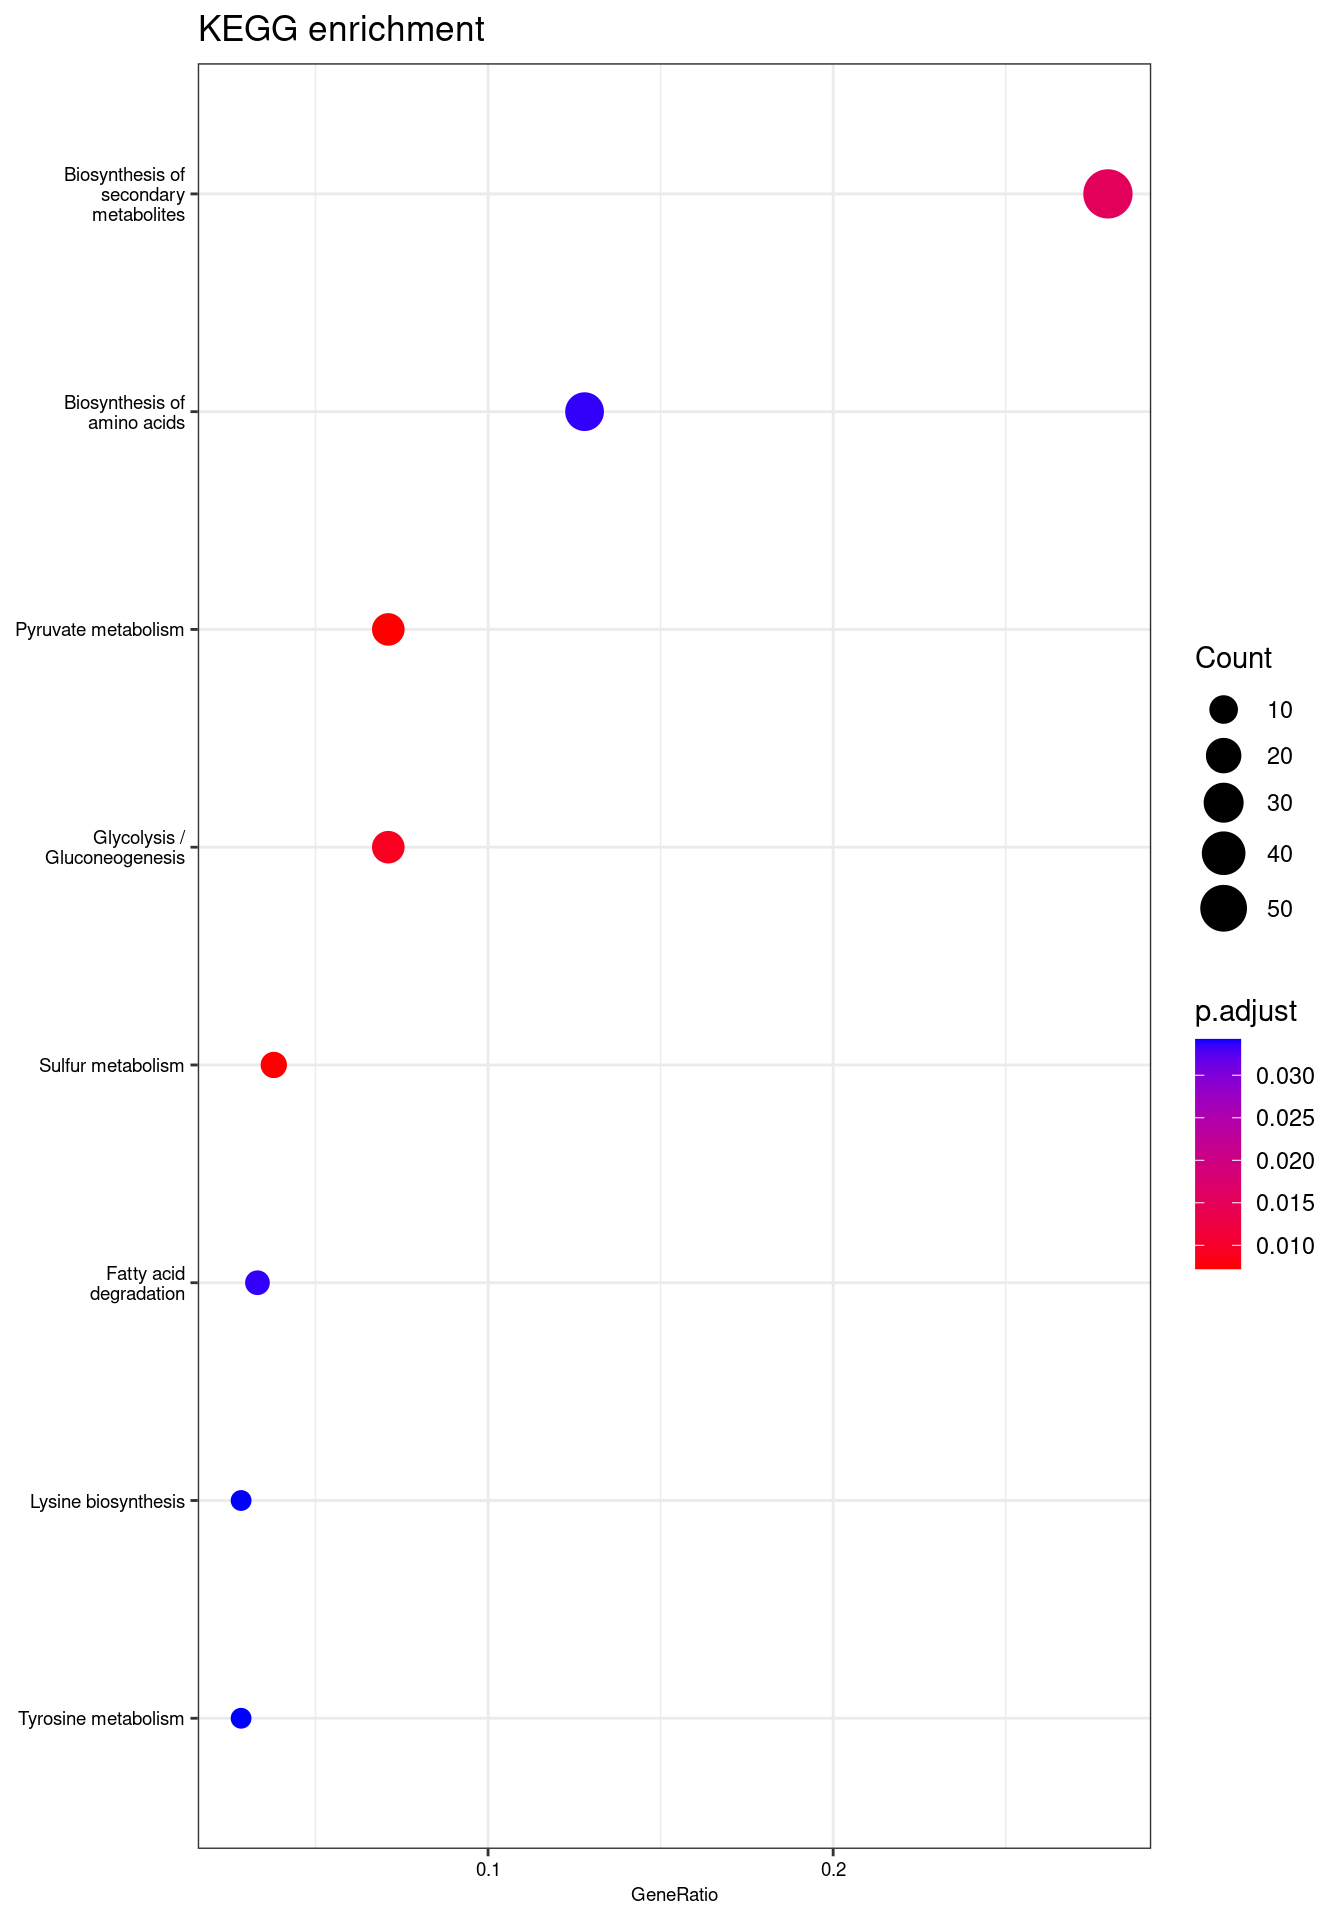 KEGG enrichment
Biosynthesis of
secondary
metabolites
Biosynthesis of
amino acids
Pyruvate metabolism
Glycolysis /
Gluconeogenesis
Sulfur metabolism
Fatty acid
degradation
Lysine biosynthesis
Tyrosine metabolism
0.1
0.2
GeneRatio
Count
10
20
30
40
50
p.adjust
0.030
0.025
0.020
0.015
0.010